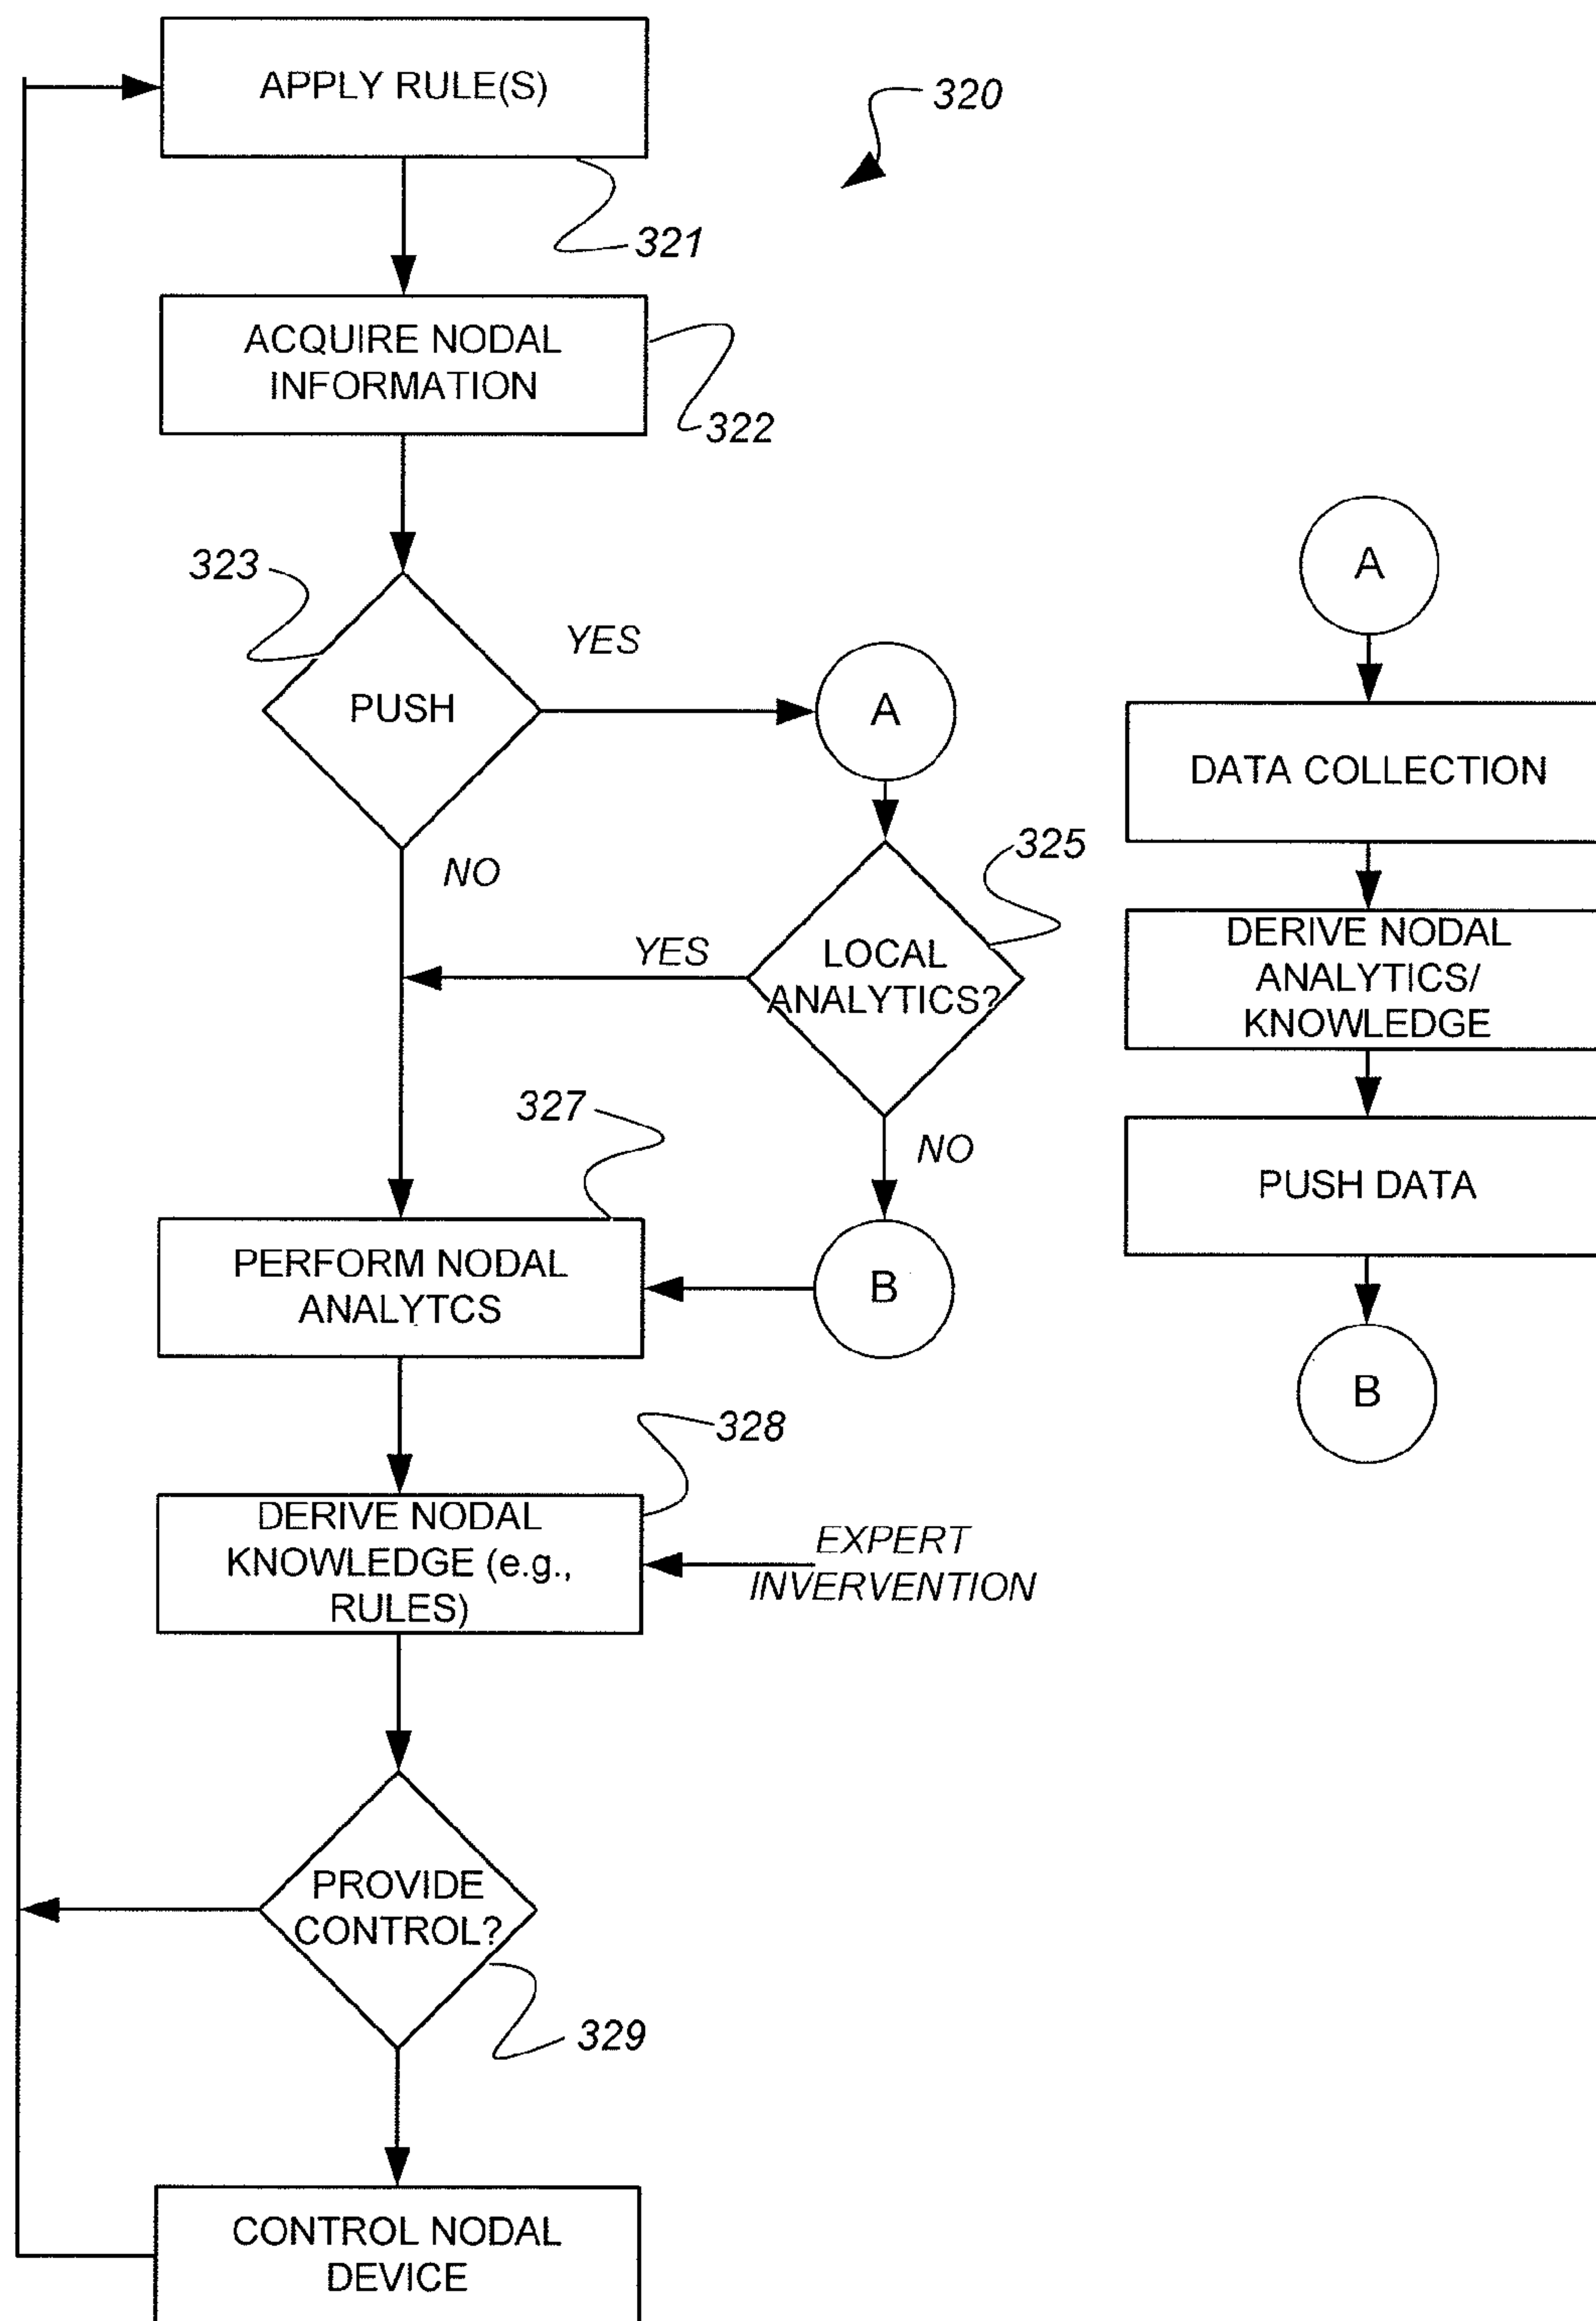 APPLY RULE(S)
320
321
ACQUIRE NODAL
INFORMATION
322
323
YES
PUSH
A
NO
325
YES
LOCAL
ANALYTICS?
327
NO
PERFORM NODAL
ANALYTCS
B
328
DERIVE NODAL
KNOWLEDGE (e.g.,
RULES)
EXPERT
INVERVENTION
PROVIDE
CONTROL?
329
CONTROL NODAL
DEVICE
A
DATA COLLECTION
DERIVE NODAL
ANALYTICS/
KNOWLEDGE
PUSH DATA
B